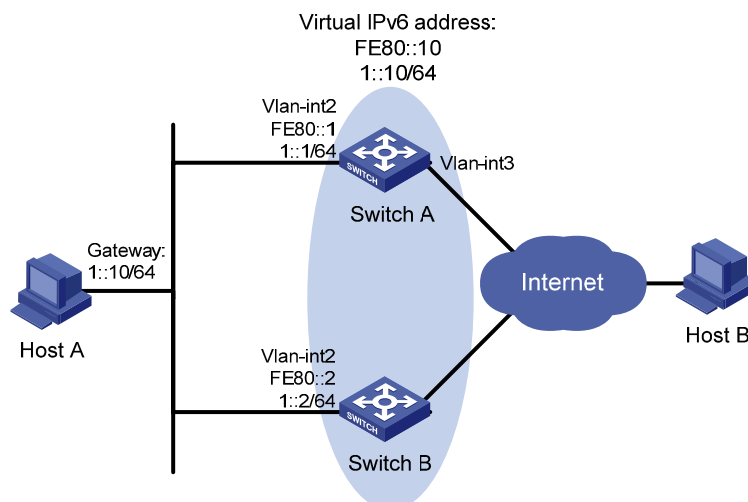 Virtual IPv6 address:
FE80::10
1::10/64
Vlan-int2
FE80::1
1::1/64
SWITCH
Vlan-int3
Switch A
Gateway:
1::10/64
Host A
Internet
Host B
Vlan-int2
FE80::2
1::2/64
SWITCH
Switch B